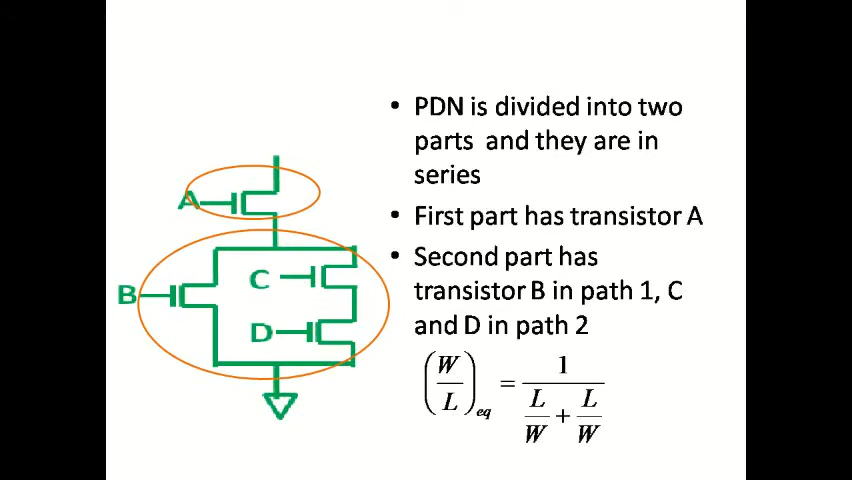 • PDN is divided into two
parts and they are in
series
• First part has transistor A
• Second part has
transistor B in path 1, C
and D in path 2
(W/L)eq = 1 / (L/W + L/W)
A
B
C
D